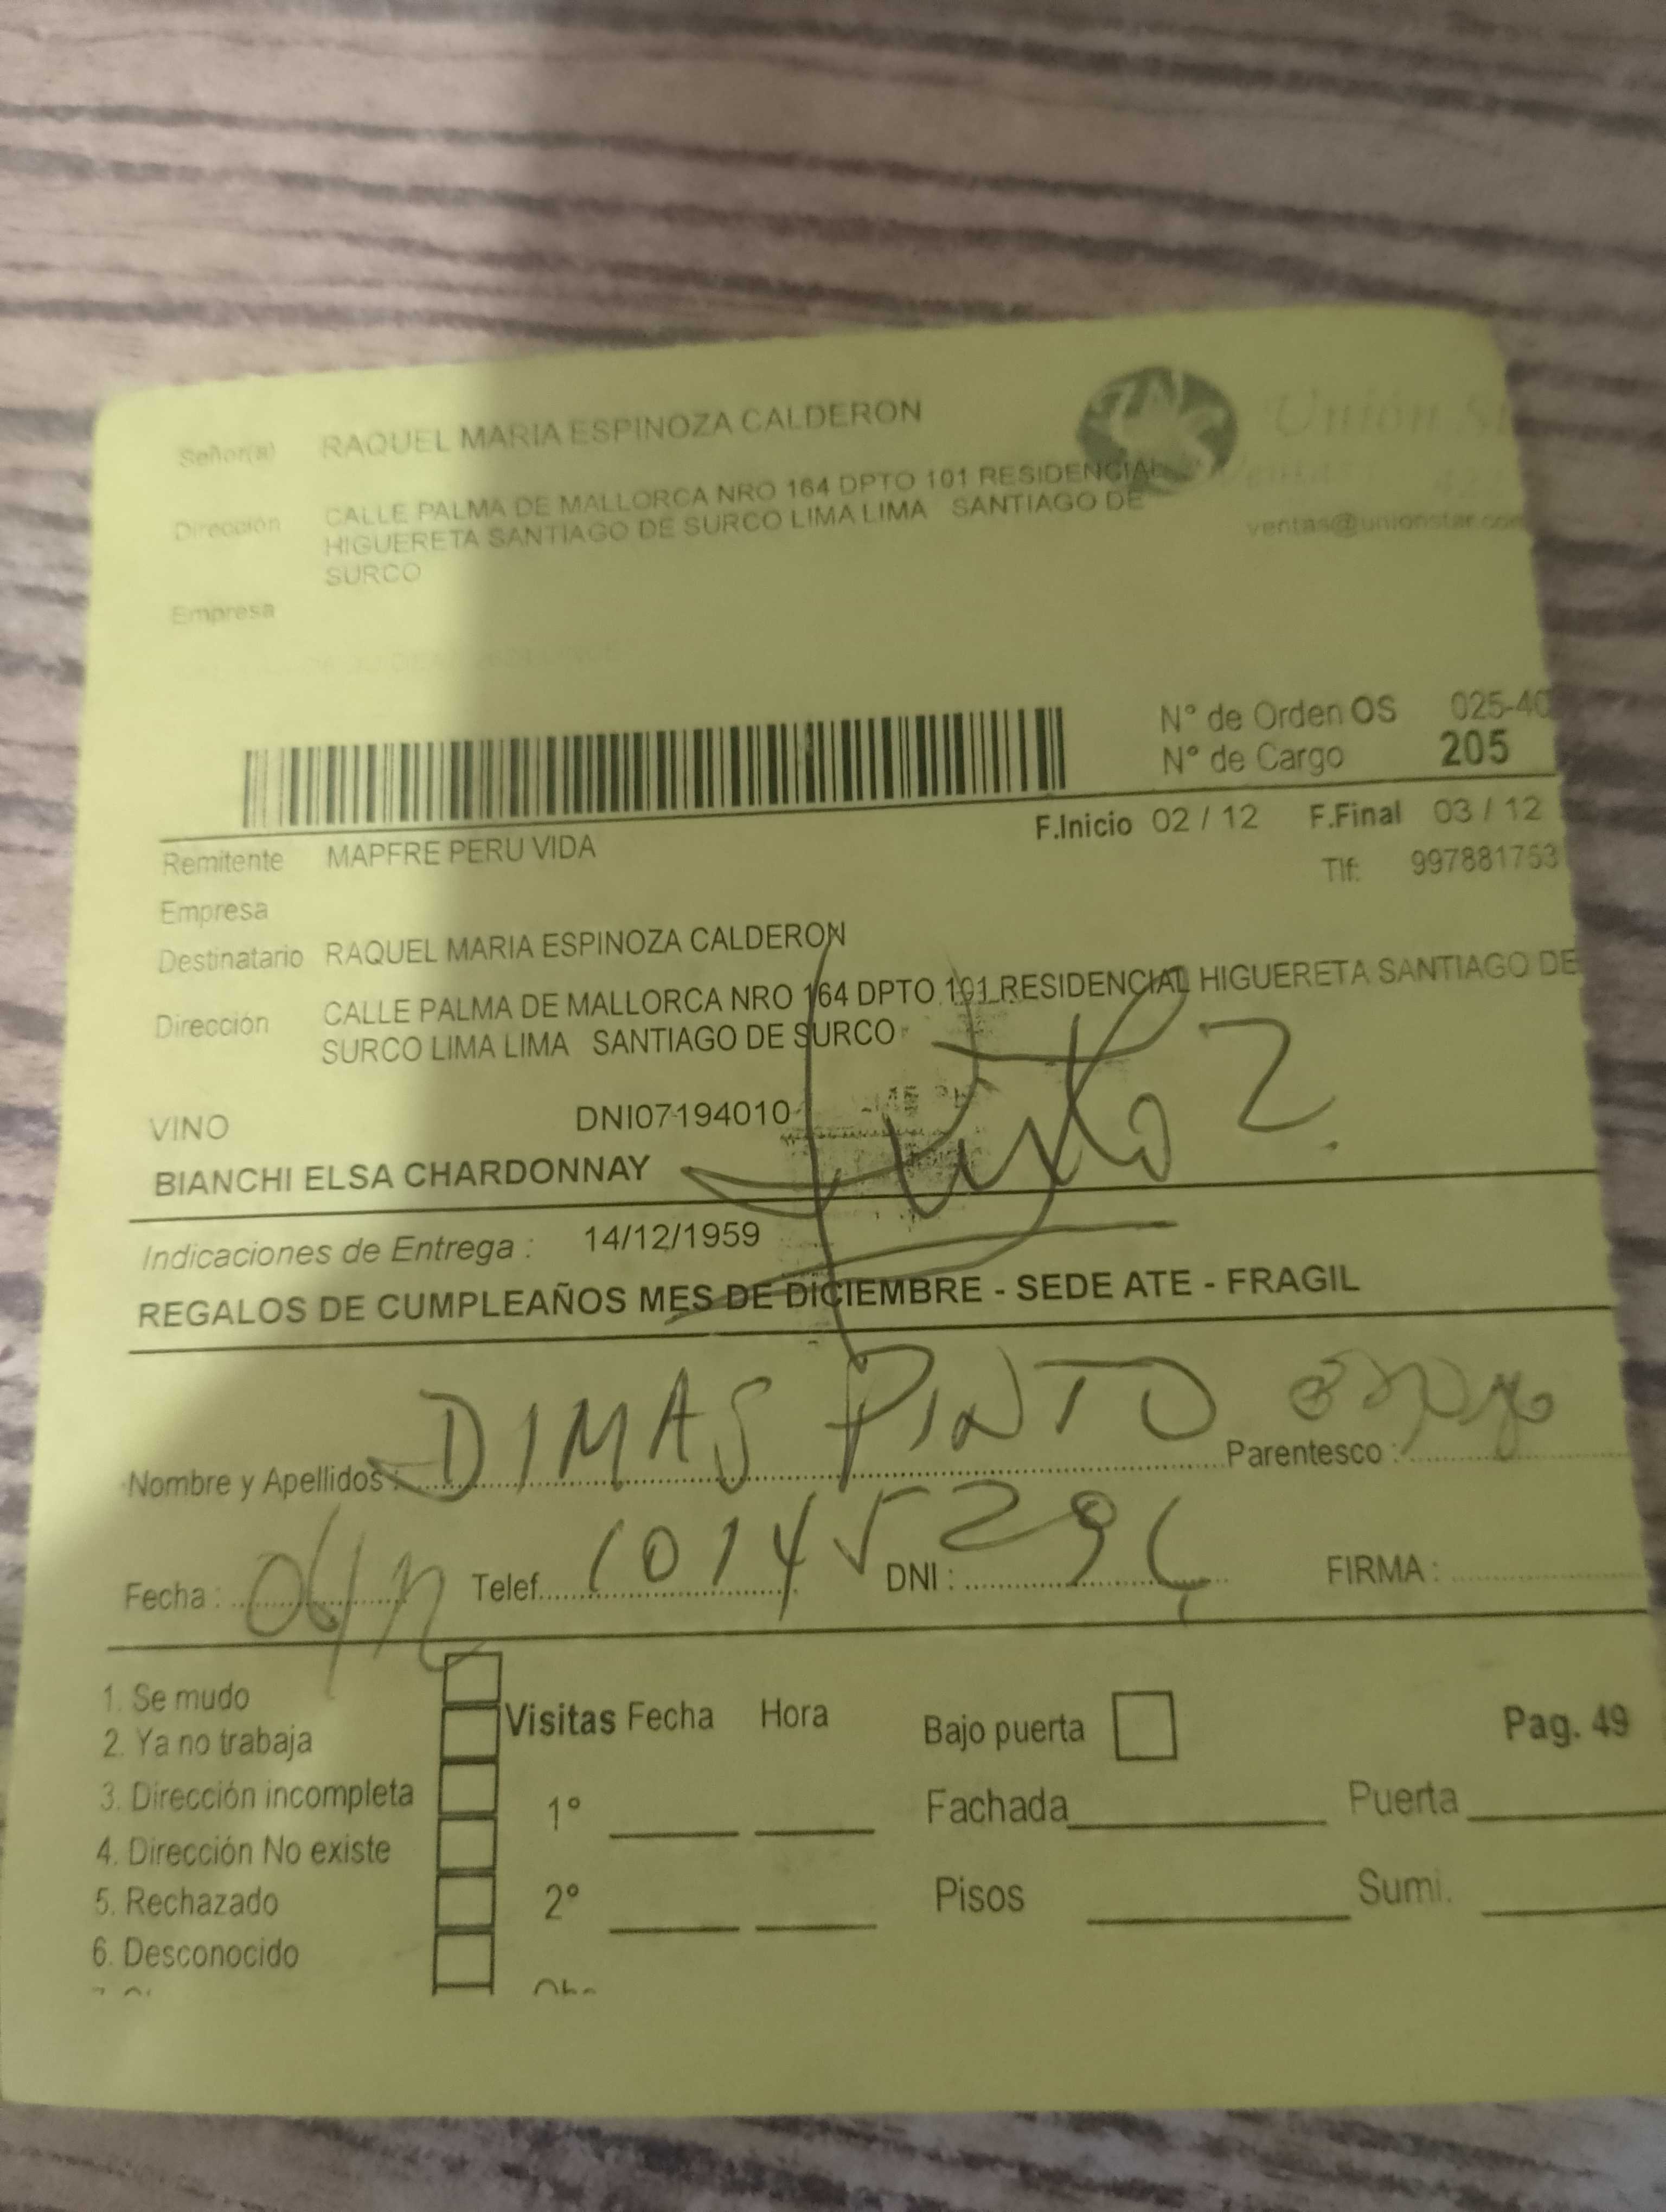 Señor(a) RAQUEL MARIA ESPINOZA CALDERON
Unión
Dirección CALLE PALMA DE MALLORCA NRO 164 DPTO 101 RESIDENCIAL
HIGUERETA SANTIAGO DE SURCO LIMA LIMA SANTIAGO DE
SURCO
ventas@unionstar.com
Empresa
N° de Orden OS 025-40
N° de Cargo 205
F.Inicio 02 / 12 F.Final 03 / 12
Remitente MAPFRE PERU VIDA
Tlf: 997881753
Empresa
Destinatario RAQUEL MARIA ESPINOZA CALDERON
Dirección CALLE PALMA DE MALLORCA NRO 164 DPTO 101 RESIDENCIAL HIGUERETA SANTIAGO DE
SURCO LIMA LIMA SANTIAGO DE SURCO
VINO DNI07194010
BIANCHI ELSA CHARDONNAY
Indicaciones de Entrega : 14/12/1959
REGALOS DE CUMPLEAÑOS MES DE DICIEMBRE - SEDE ATE - FRAGIL
Nombre y Apellidos : DIMAS PINTO Parentesco : esposo
Fecha : 04/12 Telef. DNI : FIRMA :
1. Se mudo
2. Ya no trabaja
3. Dirección incompleta
4. Dirección No existe
5. Rechazado
6. Desconocido
Visitas Fecha Hora
1°
2°
Bajo puerta
Pag. 49
Fachada Puerta
Pisos Sumi.